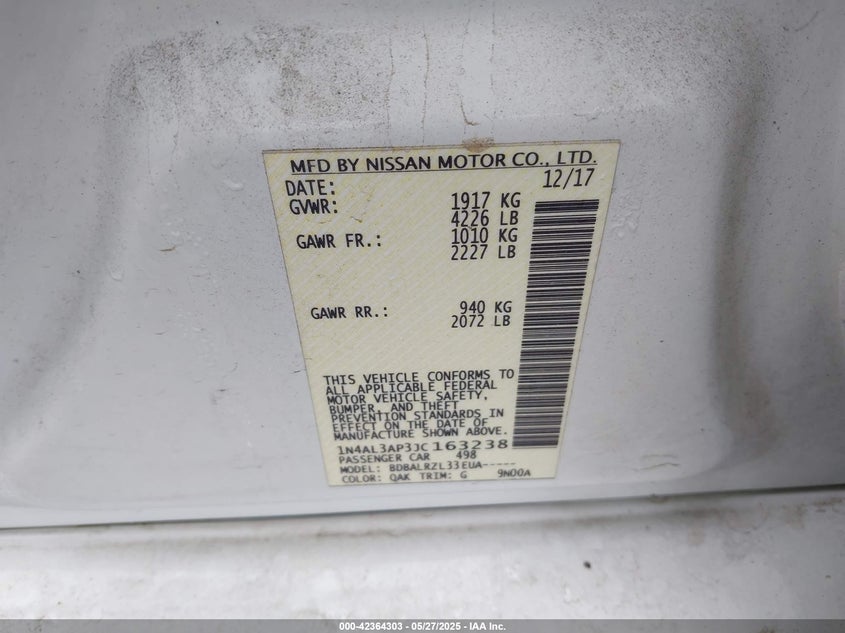 MFD BY NISSAN MOTOR CO., LTD.
DATE: 12/17
GVWR: 1917 KG
4226 LB
GAWR FR.: 1010 KG
2227 LB
GAWR RR.: 940 KG
2072 LB
THIS VEHICLE CONFORMS TO
ALL APPLICABLE FEDERAL
MOTOR VEHICLE SAFETY,
BUMPER, AND THEFT
PREVENTION STANDARDS IN
EFFECT ON THE DATE OF
MANUFACTURE SHOWN ABOVE.
1N4AL3AP3JC163238
PASSENGER CAR 498
MODEL: BDBALRZL33EUA-----
COLOR: QAK TRIM: G 9N00A
000-42364303 — 05/27/2025 — IAA Inc.